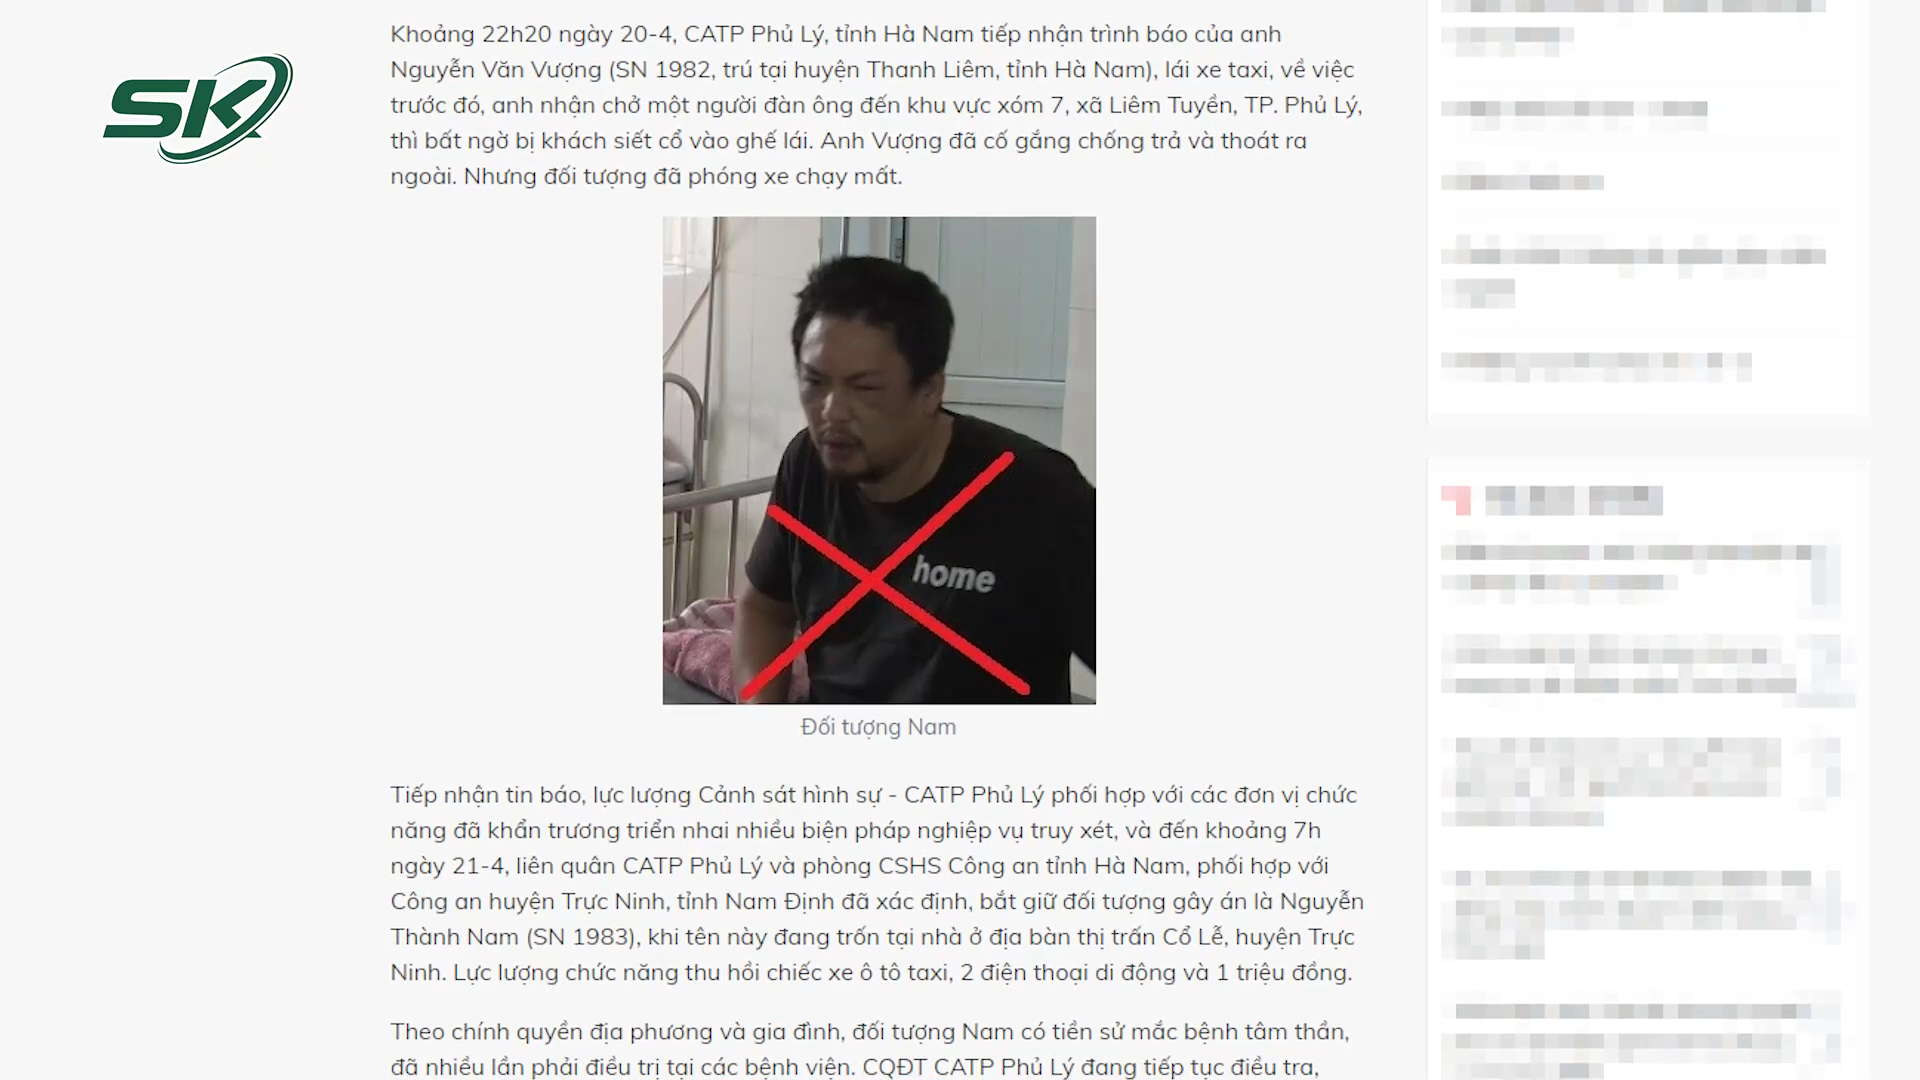 SK
Khoảng 22h20 ngày 20-4, CATP Phủ Lý, tỉnh Hà Nam tiếp nhận trình báo của anh
Nguyễn Văn Vượng (SN 1982, trú tại huyện Thanh Liêm, tỉnh Hà Nam), lái xe taxi, về việc
trước đó, anh nhận chở một người đàn ông đến khu vực xóm 7, xã Liêm Tuyền, TP. Phủ Lý,
thì bất ngờ bị khách siết cổ vào ghế lái. Anh Vượng đã cố gắng chống trả và thoát ra
ngoài. Nhưng đối tượng đã phóng xe chạy mất.
home
Đối tượng Nam
Tiếp nhận tin báo, lực lượng Cảnh sát hình sự - CATP Phủ Lý phối hợp với các đơn vị chức
năng đã khẩn trương triển nhai nhiều biện pháp nghiệp vụ truy xét, và đến khoảng 7h
ngày 21-4, liên quân CATP Phủ Lý và phòng CSHS Công an tỉnh Hà Nam, phối hợp với
Công an huyện Trực Ninh, tỉnh Nam Định đã xác định, bắt giữ đối tượng gây án là Nguyễn
Thành Nam (SN 1983), khi tên này đang trốn tại nhà ở địa bàn thị trấn Cổ Lễ, huyện Trực
Ninh. Lực lượng chức năng thu hồi chiếc xe ô tô taxi, 2 điện thoại di động và 1 triệu đồng.
Theo chính quyền địa phương và gia đình, đối tượng Nam có tiền sử mắc bệnh tâm thần,
đã nhiều lần phải điều trị tại các bệnh viện. CQĐT CATP Phủ Lý đang tiếp tục điều tra,